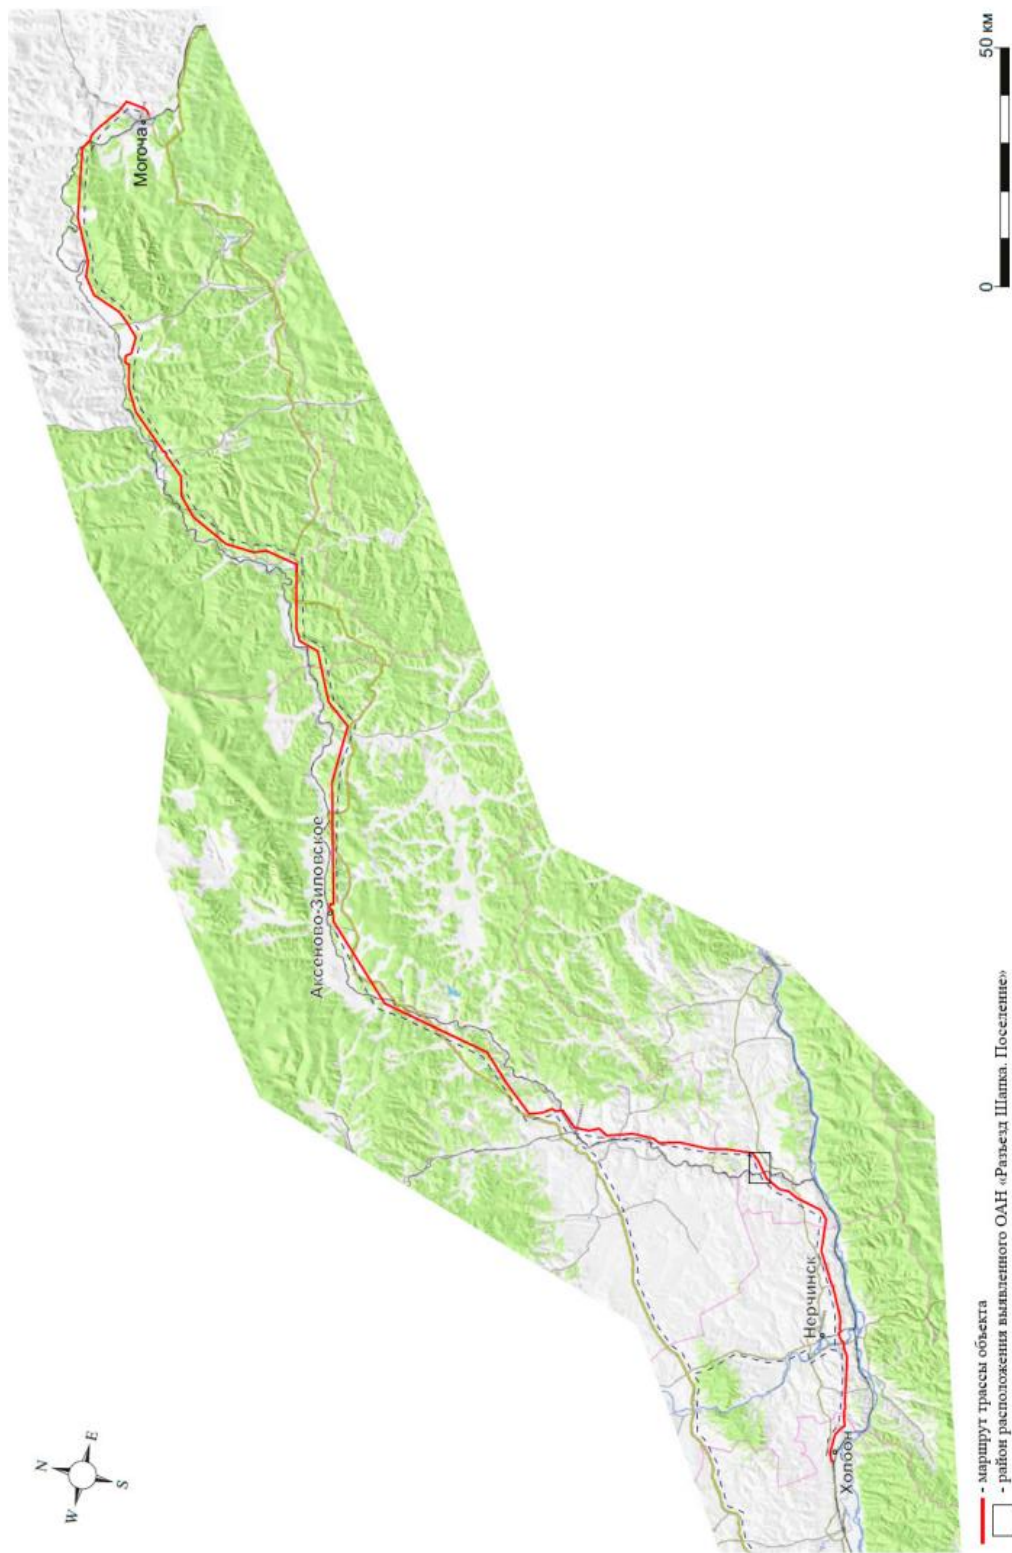 N
W
E
S
Могоча
Аксеново-Зиловское
Нерчинск
Холбон
0
50 км
- маршрут трассы объекта
- район расположения выявленного ОАН «Разъезд Шапка. Поселение»